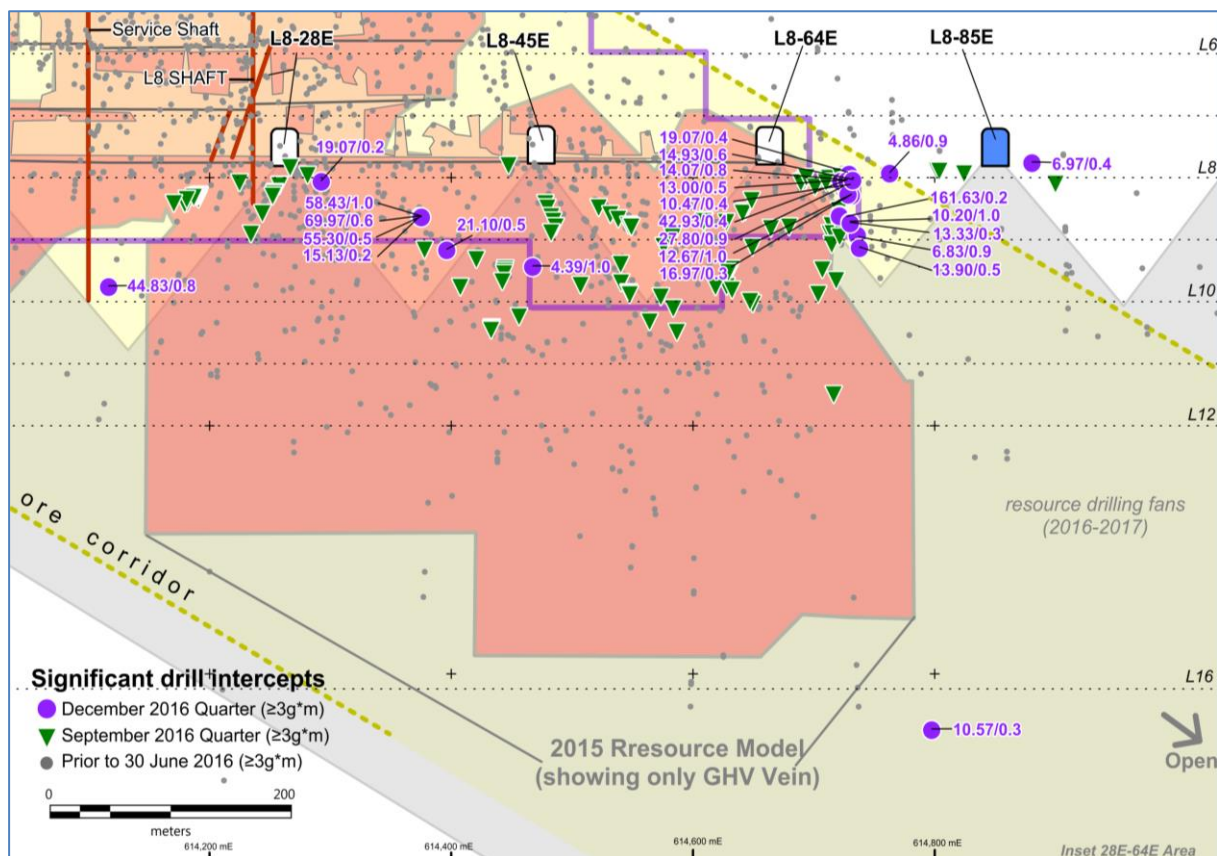 Service Shaft
L8-28E
L8-45E
L8-64E
L8-85E
L6
L8 SHAFT
19.07/0.2
58.43/1.0
69.97/0.6
55.30/0.5
15.13/0.2
21.10/0.5
4.39/1.0
44.83/0.8
19.07/0.4
14.93/0.6
14.07/0.8
13.00/0.5
10.47/0.4
42.93/0.4
27.80/0.9
12.67/1.0
16.97/0.3
4.86/0.9
6.97/0.4
161.63/0.2
10.20/1.0
13.33/0.3
6.83/0.9
13.90/0.5
L8
L10
L12
ore corridor
resource drilling fans
(2016-2017)
L16
Significant drill intercepts
December 2016 Quarter (≥3g*m)
September 2016 Quarter (≥3g*m)
Prior to 30 June 2016 (≥3g*m)
0 200
meters
2015 Rresource Model
(showing only GHV Vein)
10.57/0.3
Open
614,200 mE
614,400 mE
614,600 mE
614,800 mE
Inset 28E-64E Area